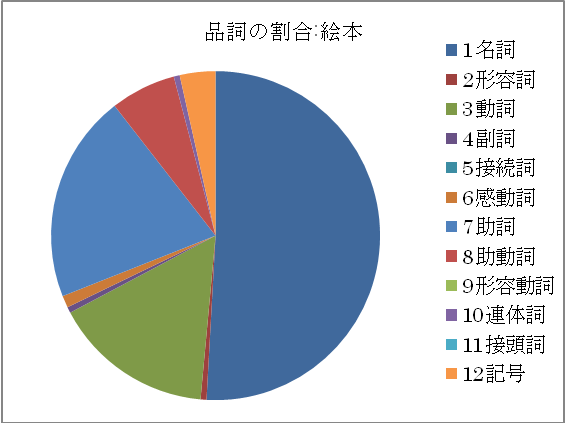 品詞の割合:絵本
1名詞
2形容詞
3動詞
4副詞
5接続詞
6感動詞
7助詞
8助動詞
9形容動詞
10連体詞
11接頭詞
12記号